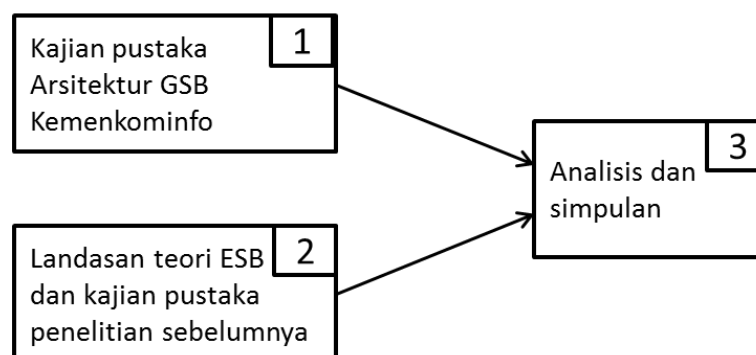 1
Kajian pustaka
Arsitektur GSB
Kemenkominfo
2
Landasan teori ESB
dan kajian pustaka
penelitian sebelumnya
3
Analisis dan
simpulan